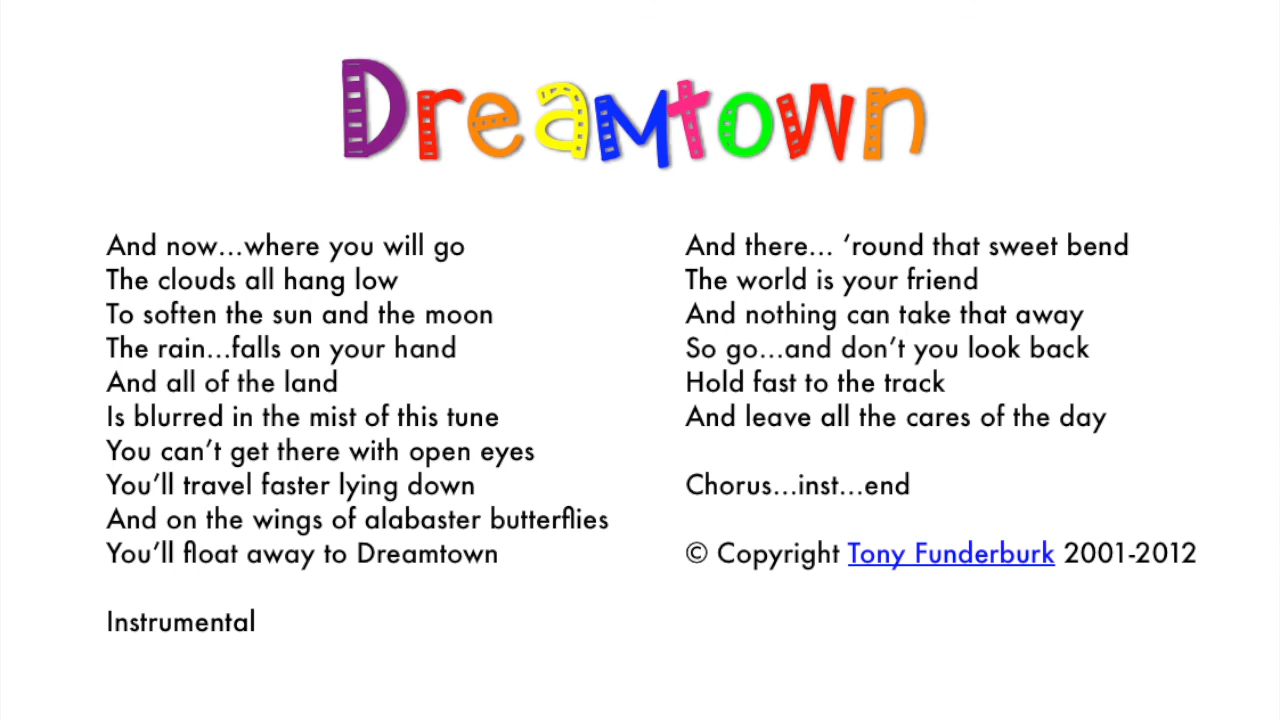 Dreamtown
And now...where you will go
The clouds all hang low
To soften the sun and the moon
The rain...falls on your hand
And all of the land
Is blurred in the mist of this tune
You can’t get there with open eyes
You’ll travel faster lying down
And on the wings of alabaster butterflies
You’ll float away to Dreamtown
Instrumental
And there... ‘round that sweet bend
The world is your friend
And nothing can take that away
So go...and don’t you look back
Hold fast to the track
And leave all the cares of the day
Chorus...inst...end
© Copyright Tony Funderburk 2001-2012